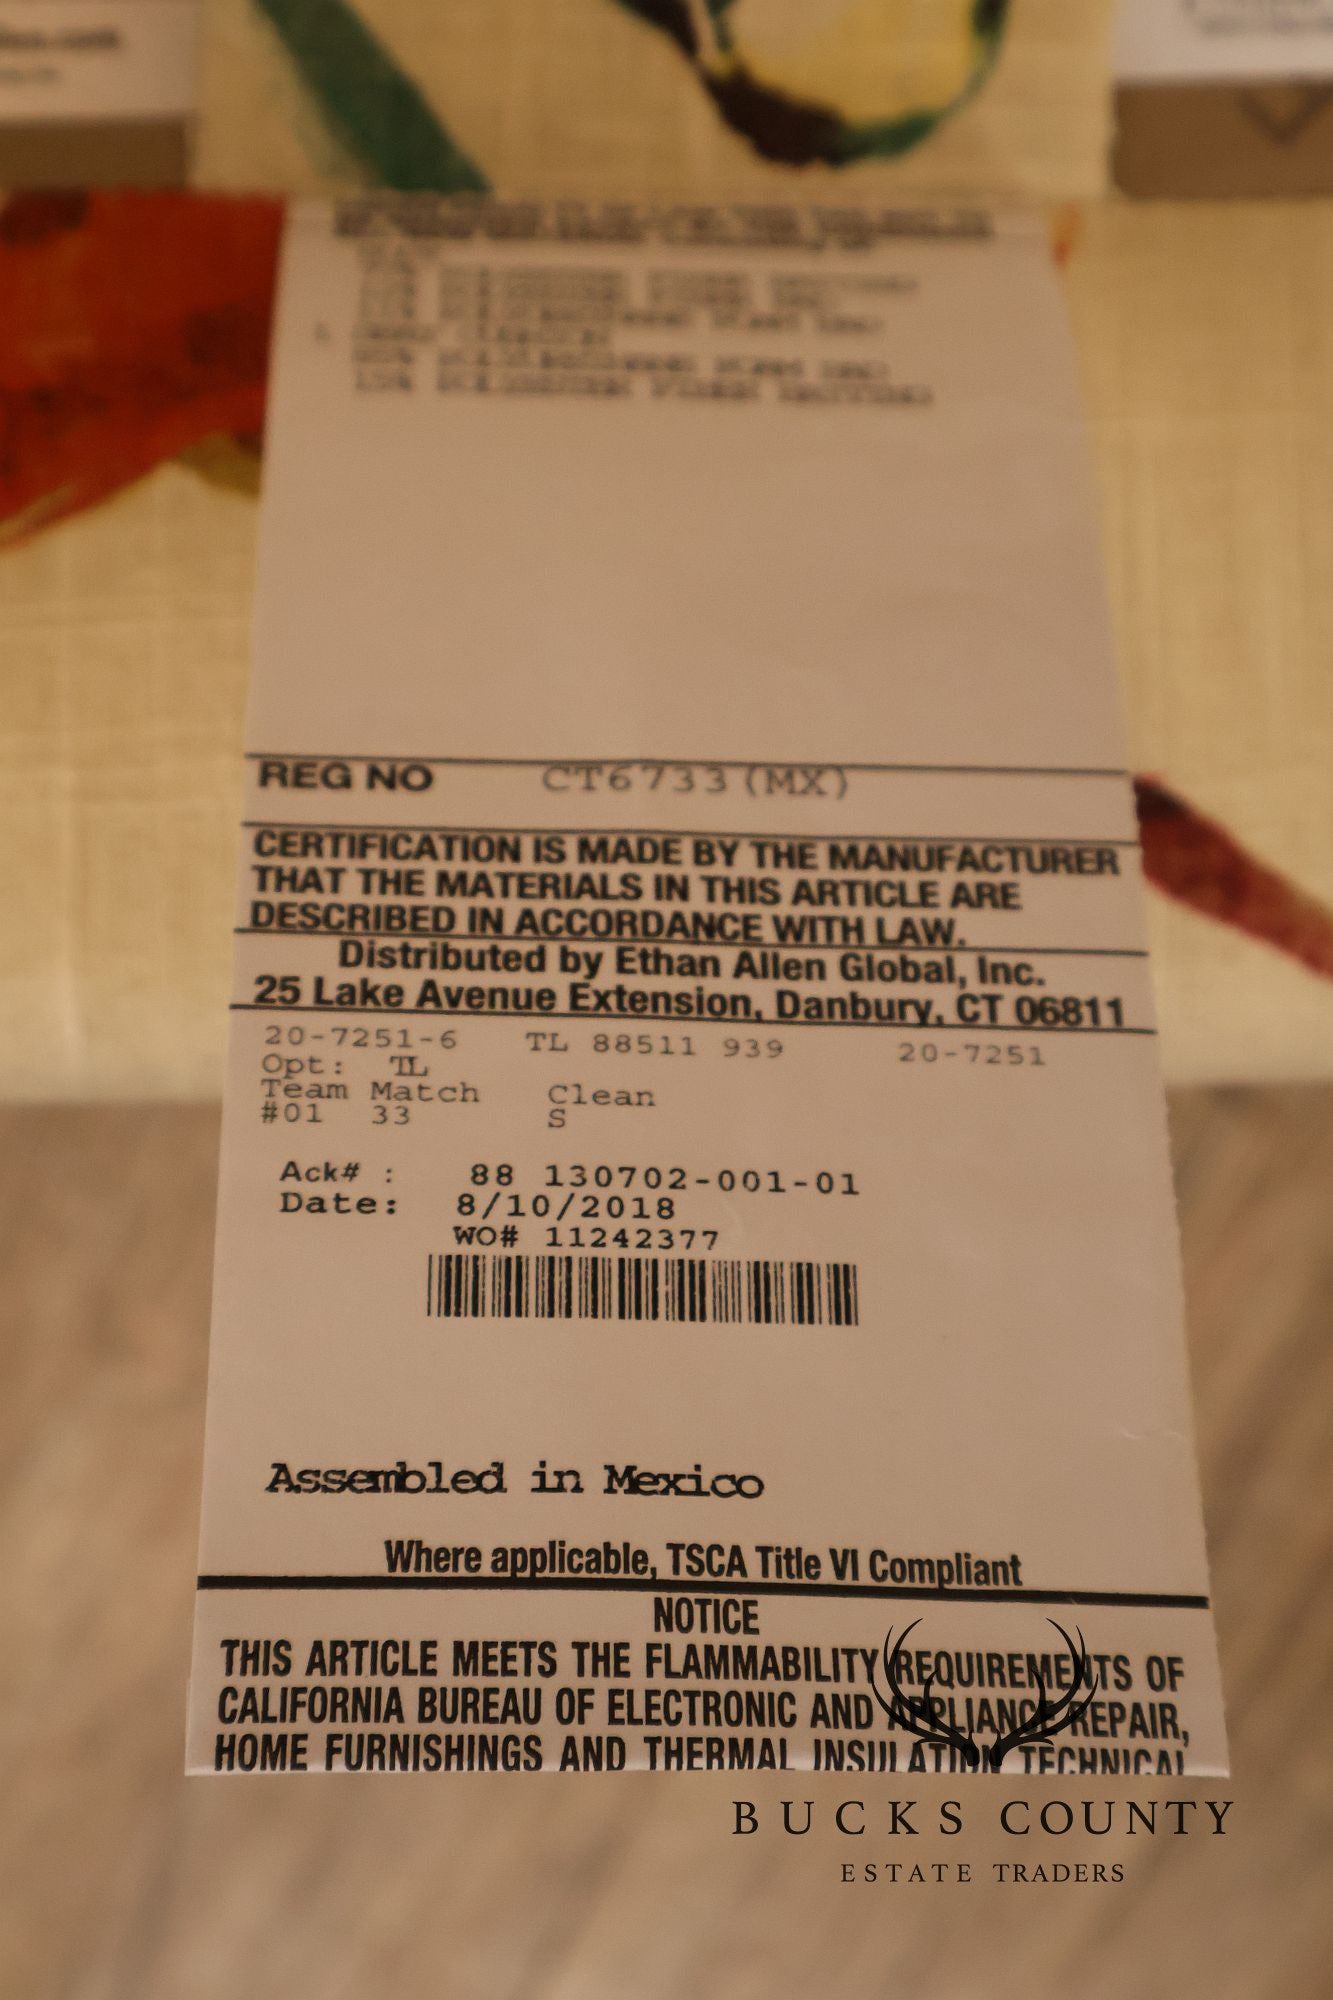 REG NO CT6733(MX)
CERTIFICATION IS MADE BY THE MANUFACTURER
THAT THE MATERIALS IN THIS ARTICLE ARE
DESCRIBED IN ACCORDANCE WITH LAW.
Distributed by Ethan Allen Global, Inc.
25 Lake Avenue Extension, Danbury, CT 06811
20-7251-6 TL 88511 939 20-7251
Opt: TL
Team Match Clean
#01 33 S
Ack# : 88 130702-001-01
Date: 8/10/2018
WO# 11242377
Assembled in Mexico
Where applicable, TSCA Title VI Compliant
NOTICE
THIS ARTICLE MEETS THE FLAMMABILITY REQUIREMENTS OF
CALIFORNIA BUREAU OF ELECTRONIC AND APPLIANCE REPAIR,
HOME FURNISHINGS AND THERMAL INSULATION TECHNICAL
BUCKS COUNTY
ESTATE TRADERS